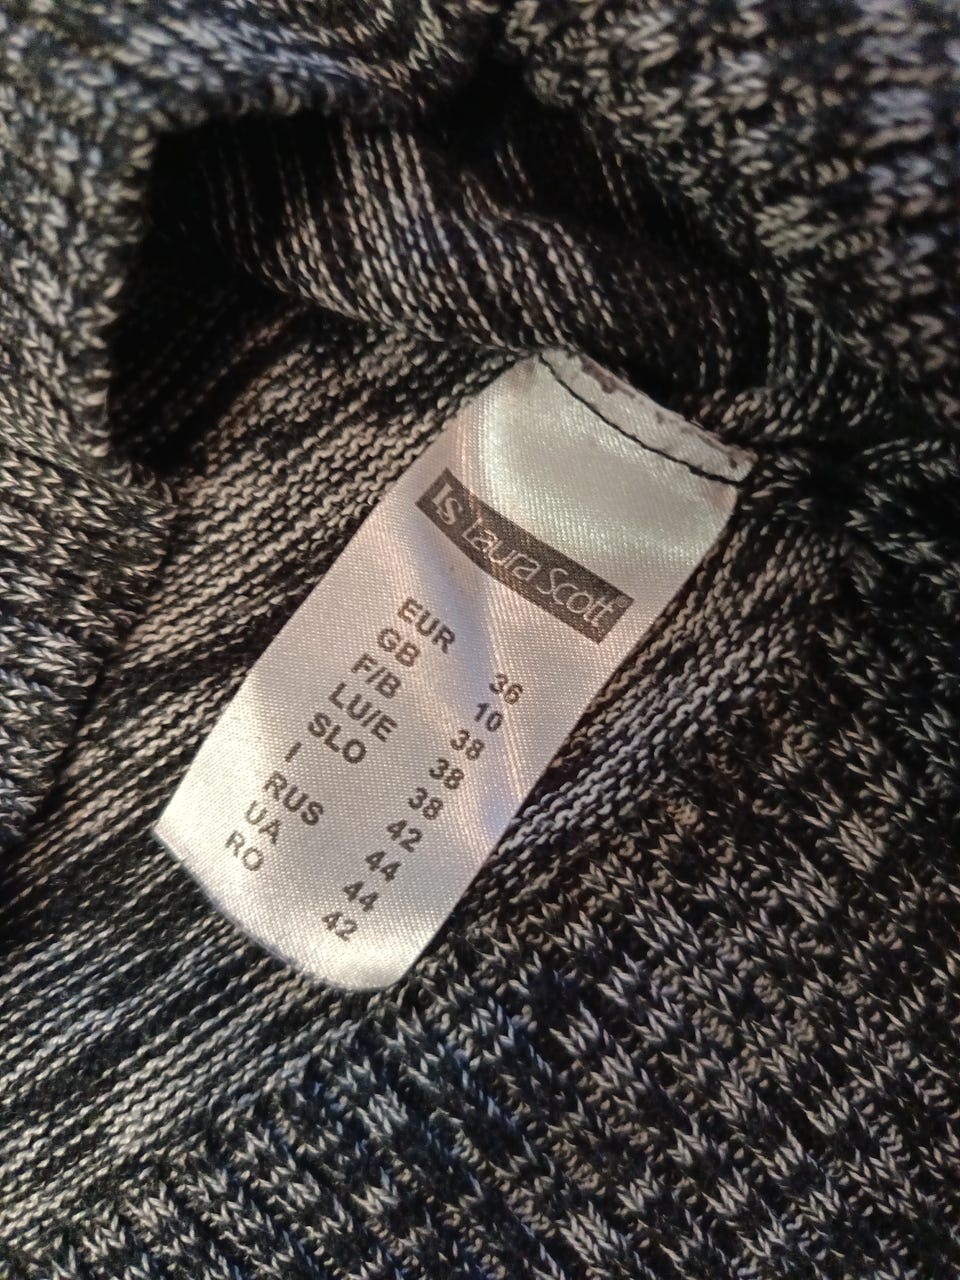 ls Laura Scott
EUR 36
GB 10
F/B 38
LU/E 38
SLO 38
I 42
RUS 44
UA 44
RO 42